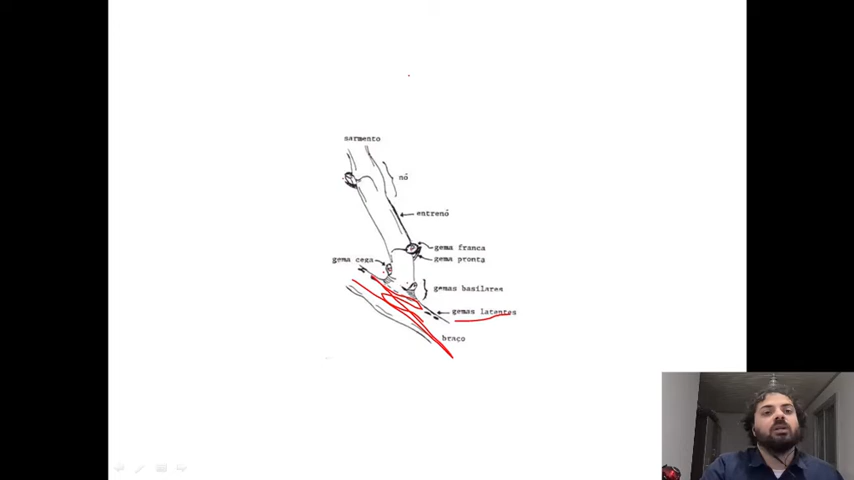 sarmento
nó
entrenó
gema franca
gema pronta
gema cega
gemas basilares
gemas latentes
braço